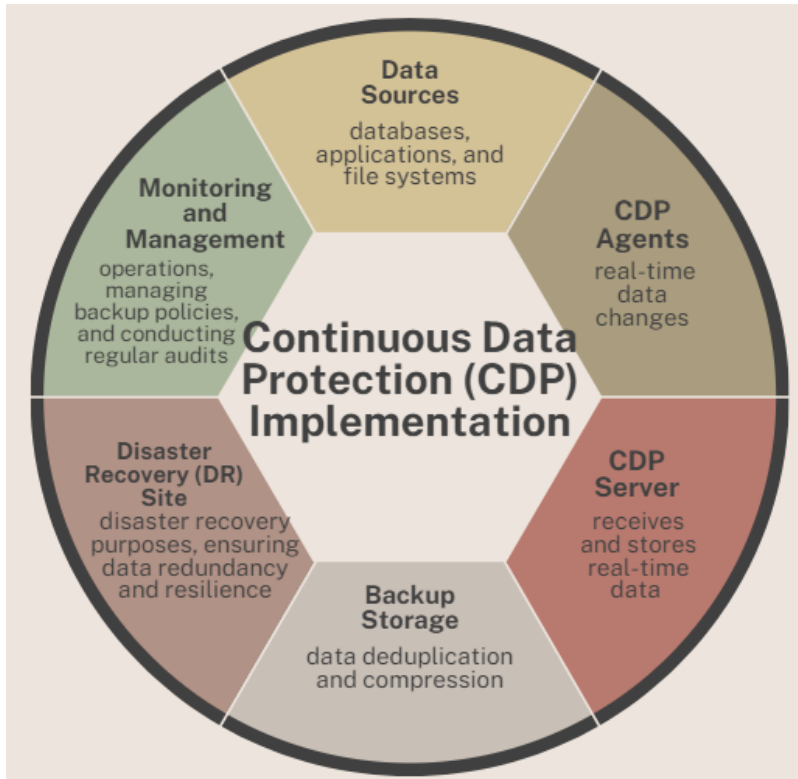 Data
Sources
databases,
applications, and
file systems
CDP
Agents
real-time
data
changes
CDP
Server
receives
and stores
real-time
data
Backup
Storage
data deduplication
and compression
Disaster
Recovery (DR)
Site
disaster recovery
purposes, ensuring
data redundancy
and resilience
Monitoring
and
Management
operations,
managing
backup policies,
and conducting
regular audits
Continuous Data
Protection (CDP)
Implementation